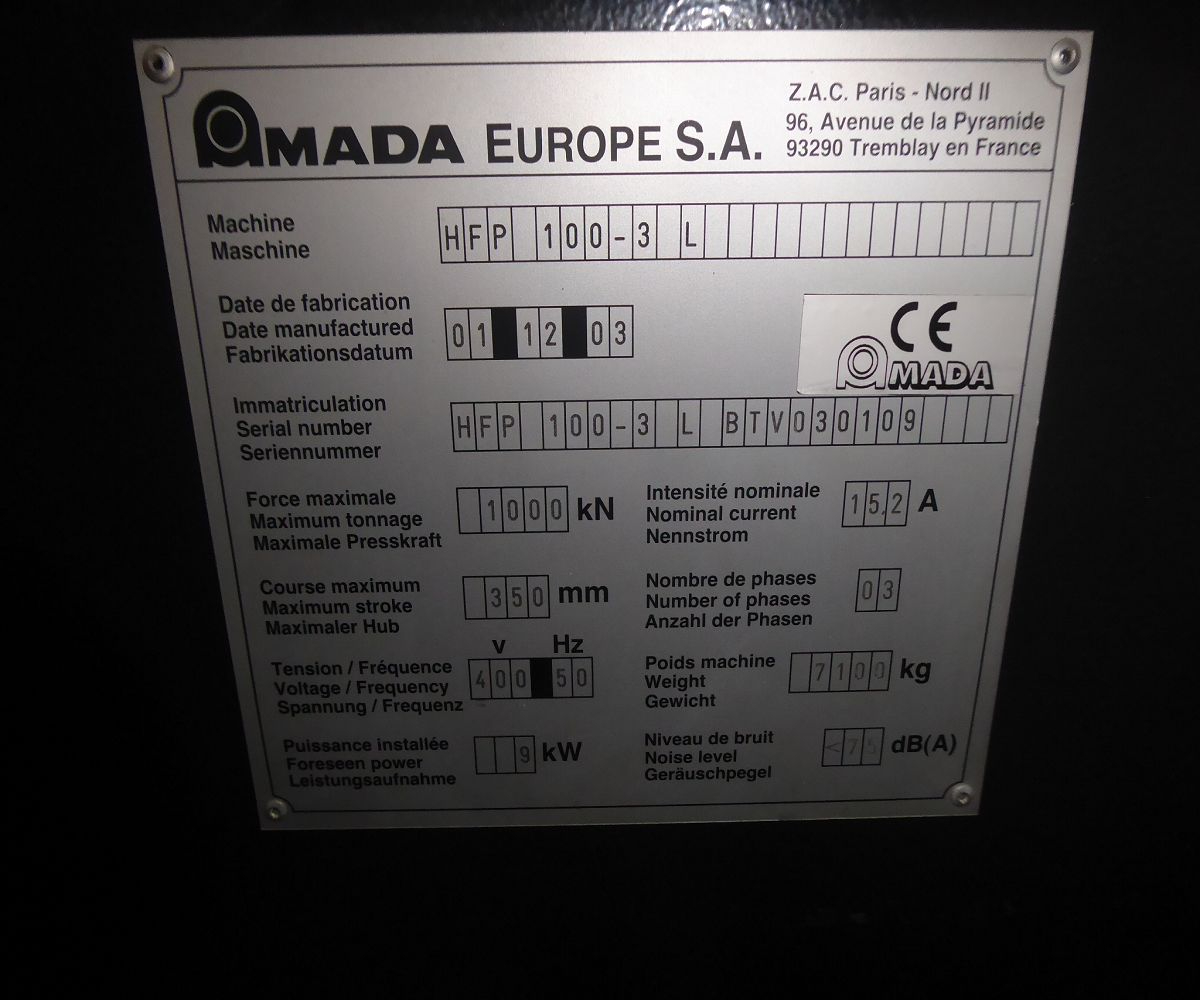 AMADA EUROPE S.A.
Z.A.C. Paris - Nord II
96, Avenue de la Pyramide
93290 Tremblay en France
Machine
Maschine
HFP 100-3 L
Date de fabrication
Date manufactured
Fabrikationsdatum
01 12 03
CE
AMADA
Immatriculation
Serial number
Seriennummer
HFP 100-3 L BTV030109
Force maximale
Maximum tonnage
Maximale Presskraft
1000 kN
Intensité nominale
Nominal current
Nennstrom
15,2 A
Course maximum
Maximum stroke
Maximaler Hub
350 mm
Nombre de phases
Number of phases
Anzahl der Phasen
03
Tension / Fréquence
Voltage / Frequency
Spannung / Frequenz
V Hz
400 50
Poids machine
Weight
Gewicht
7100 kg
Puissance installée
Foreseen power
Leistungsaufnahme
9 kW
Niveau de bruit
Noise level
Geräuschpegel
<75 dB(A)